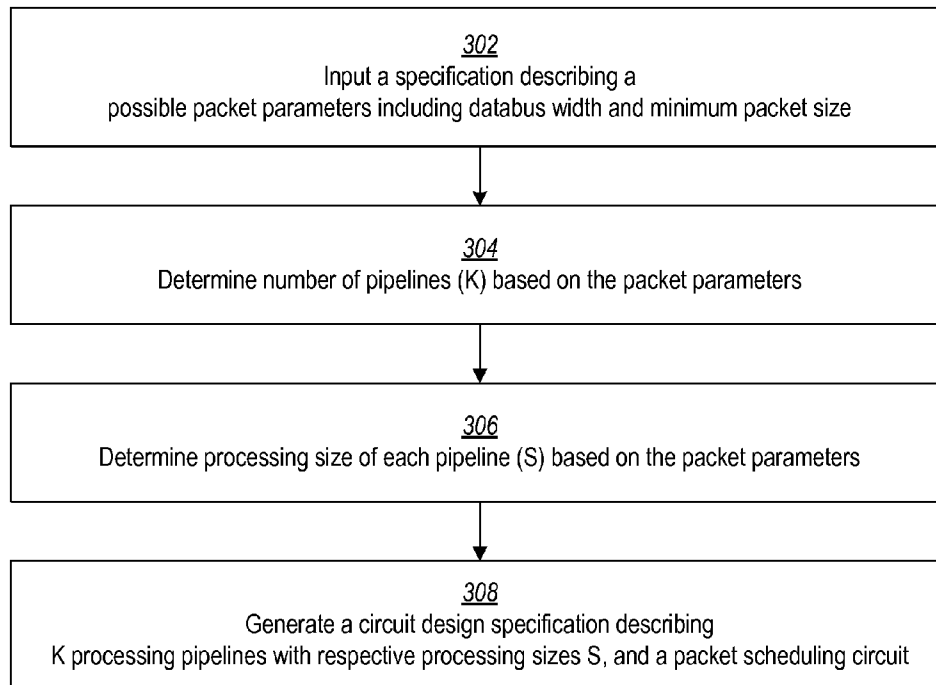 302
Input a specification describing a
possible packet parameters including databus width and minimum packet size
304
Determine number of pipelines (K) based on the packet parameters
306
Determine processing size of each pipeline (S) based on the packet parameters
308
Generate a circuit design specification describing
K processing pipelines with respective processing sizes S, and a packet scheduling circuit